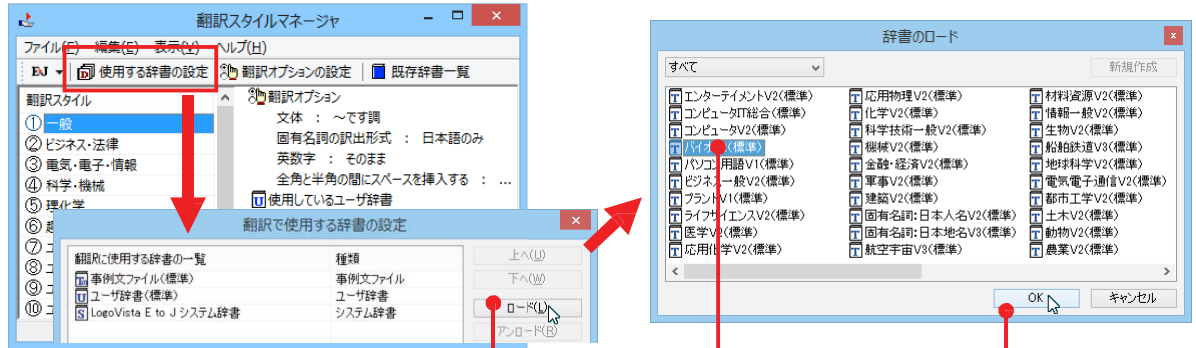 翻訳スタイルマネージャ
ファイル(F) 編集(E) 表示(V) ヘルプ(H)
EJ 使用する辞書の設定 翻訳オプションの設定 既存辞書一覧
翻訳スタイル
① 一般
② ビジネス・法律
③ 電気・電子・情報
④ 科学・機械
⑤ 理化学
⑥
⑦
⑧
⑨
⑩
翻訳オプション
文体 : ～です調
固有名詞の訳出形式 : 日本語のみ
英数字 : そのまま
全角と半角の間にスペースを挿入する : ...
使用しているユーザ辞書
翻訳で使用する辞書の設定
翻訳に使用する辞書の一覧 種類
事例文ファイル(標準) 事例文ファイル
ユーザ辞書(標準) ユーザ辞書
LogoVista E to J システム辞書 システム辞書
上へ(U)
下へ(W)
ロード(L)
アンロード(R)
辞書のロード
すべて 新規作成
エンターテイメントV2(標準)
コンピュータIT総合(標準)
コンピュータV2(標準)
バイオ(標準)
パソコン用語V1(標準)
ビジネス一般V2(標準)
ブラントV1(標準)
ライフサイエンスV2(標準)
医学V2(標準)
応用化学V2(標準)
応用物理V2(標準)
化学V2(標準)
科学技術一般V2(標準)
機械V2(標準)
金融・経済V2(標準)
軍事V2(標準)
建築V2(標準)
固有名詞:日本人名V2(標準)
固有名詞:日本地名V3(標準)
航空宇宙V3(標準)
材料資源V2(標準)
情報一般V2(標準)
生物V2(標準)
船舶鉄道V3(標準)
地球科学V2(標準)
電気電子通信V2(標準)
都市工学V2(標準)
土木V2(標準)
動物V2(標準)
農業V2(標準)
OK キャンセル